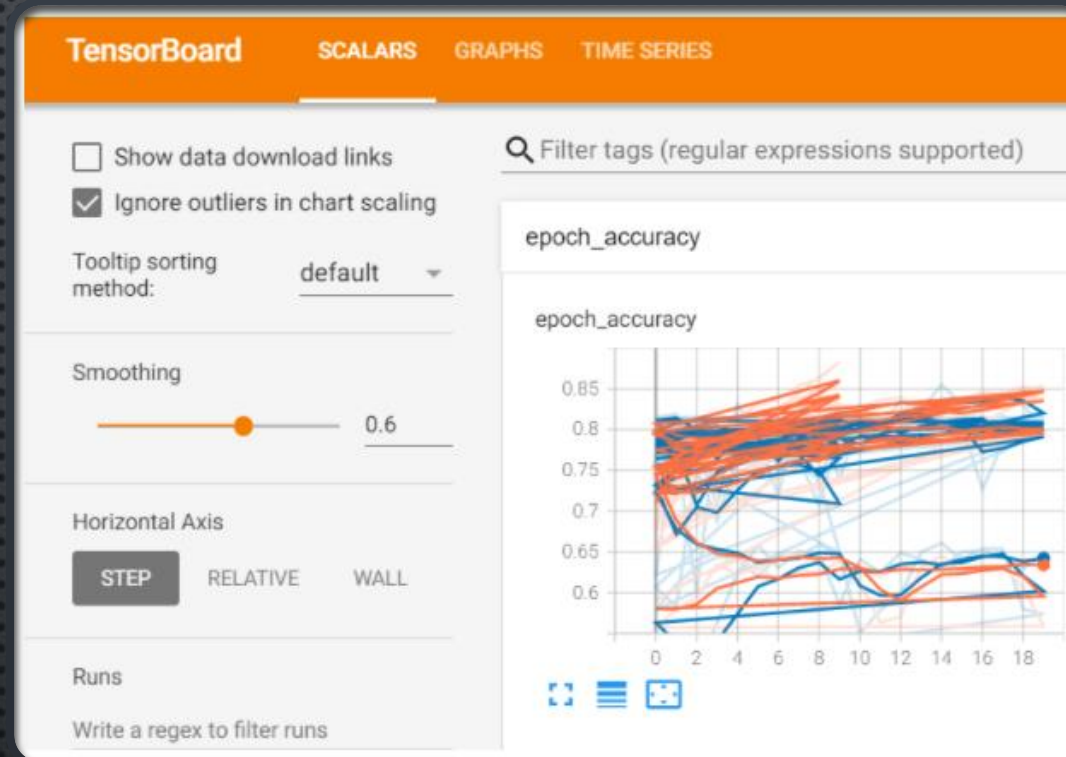 TensorBoard SCALARS GRAPHS TIME SERIES
Show data download links
Ignore outliers in chart scaling
Tooltip sorting
method:
default
Smoothing
0.6
Horizontal Axis
STEP RELATIVE WALL
Runs
Write a regex to filter runs
Filter tags (regular expressions supported)
epoch_accuracy
epoch_accuracy
0.85
0.8
0.75
0.7
0.65
0.6
0 2 4 6 8 10 12 14 16 18